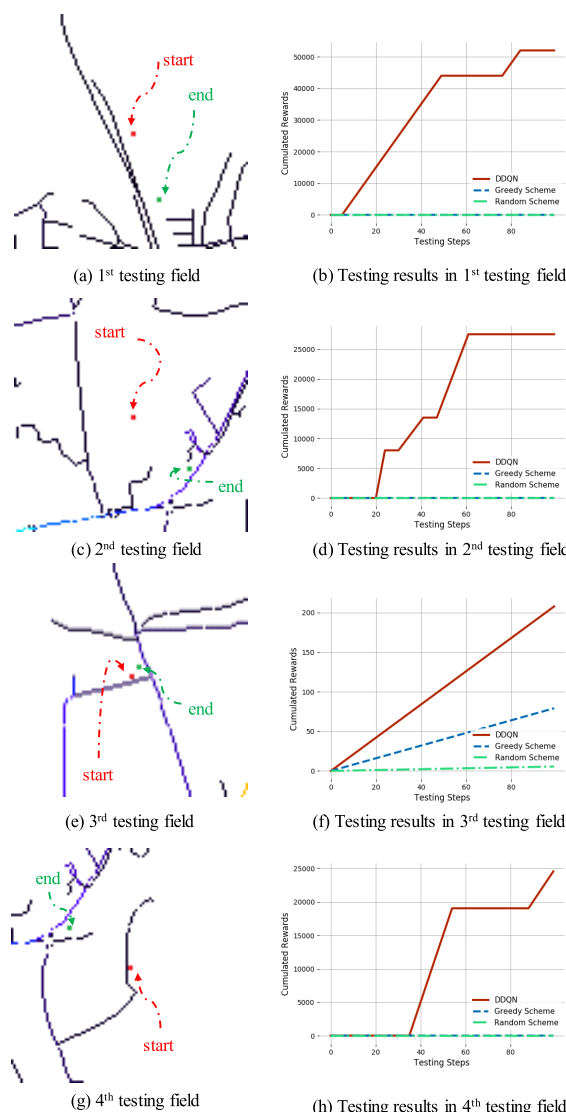 start
end
(a) 1st testing field
50000
40000
30000
20000
10000
0
Cumulated Rewards
DDQN
Greedy Scheme
Random Scheme
0 20 40 60 80
Testing Steps
(b) Testing results in 1st testing field
start
end
(c) 2nd testing field
25000
20000
15000
10000
5000
0
Cumulated Rewards
DDQN
Greedy Scheme
Random Scheme
0 20 40 60 80
Testing Steps
(d) Testing results in 2nd testing field
end
start
(e) 3rd testing field
200
150
100
50
0
Cumulated Rewards
DDQN
Greedy Scheme
Random Scheme
0 20 40 60 80
Testing Steps
(f) Testing results in 3rd testing field
end
start
(g) 4th testing field
25000
20000
15000
10000
5000
0
Cumulated Rewards
DDQN
Greedy Scheme
Random Scheme
0 20 40 60 80
Testing Steps
(h) Testing results in 4th testing field